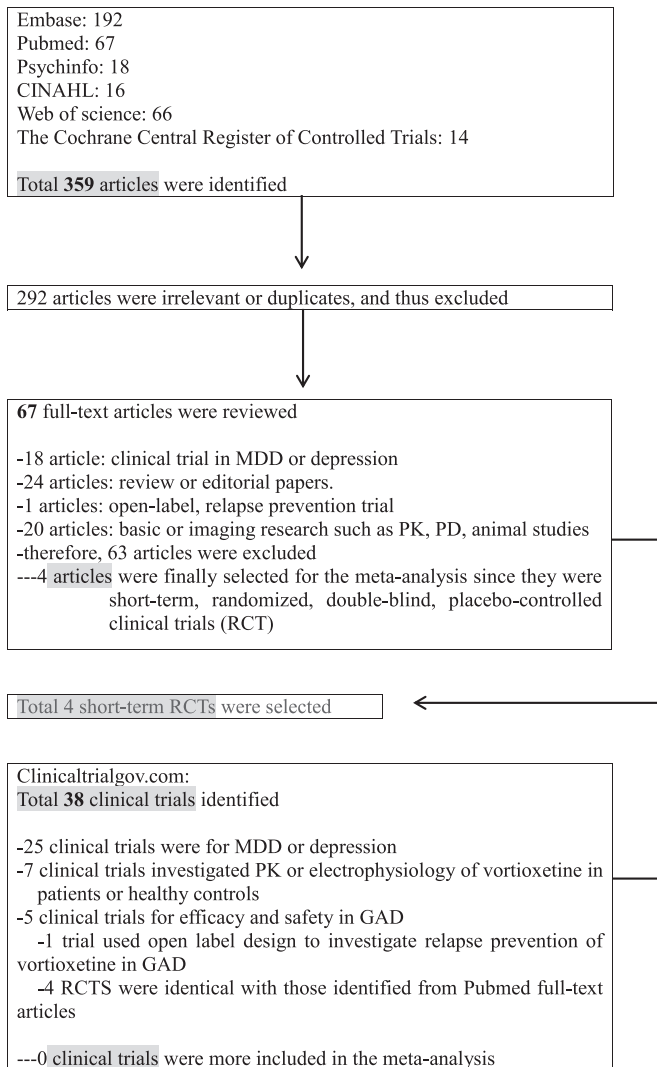 Embase: 192
Pubmed: 67
Psychinfo: 18
CINAHL: 16
Web of science: 66
The Cochrane Central Register of Controlled Trials: 14
Total 359 articles were identified
292 articles were irrelevant or duplicates, and thus excluded
67 full-text articles were reviewed
-18 article: clinical trial in MDD or depression
-24 articles: review or editorial papers.
-1 articles: open-label, relapse prevention trial
-20 articles: basic or imaging research such as PK, PD, animal studies
-therefore, 63 articles were excluded
---4 articles were finally selected for the meta-analysis since they were
short-term, randomized, double-blind, placebo-controlled
clinical trials (RCT)
Total 4 short-term RCTs were selected
Clinicaltrialgov.com:
Total 38 clinical trials identified
-25 clinical trials were for MDD or depression
-7 clinical trials investigated PK or electrophysiology of vortioxetine in
patients or healthy controls
-5 clinical trials for efficacy and safety in GAD
-1 trial used open label design to investigate relapse prevention of
vortioxetine in GAD
-4 RCTS were identical with those identified from Pubmed full-text
articles
---0 clinical trials were more included in the meta-analysis